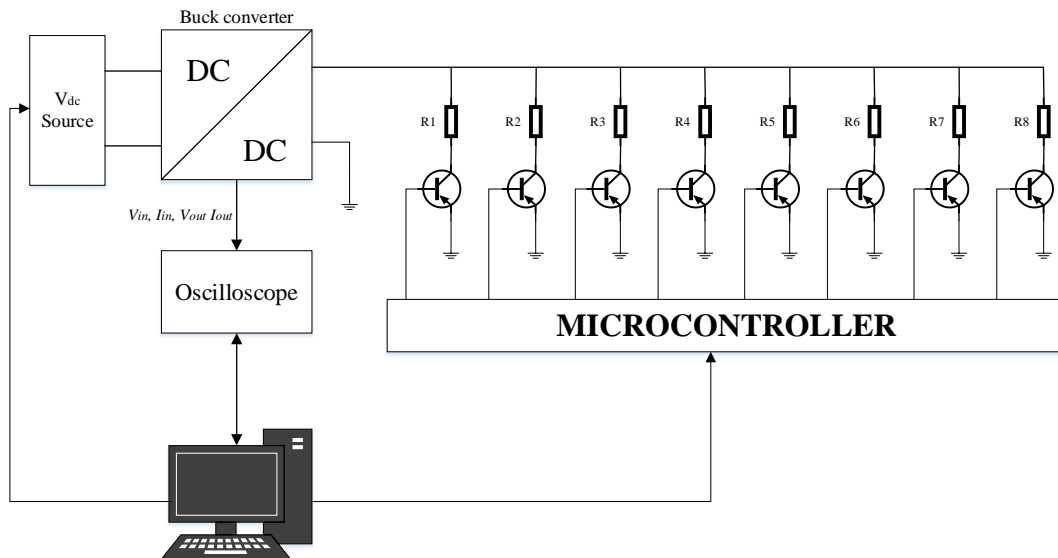 Buck converter
DC
DC
Vdc
Source
Vin, Iin, Vout Iout
Oscilloscope
R1
R2
R3
R4
R5
R6
R7
R8
MICROCONTROLLER